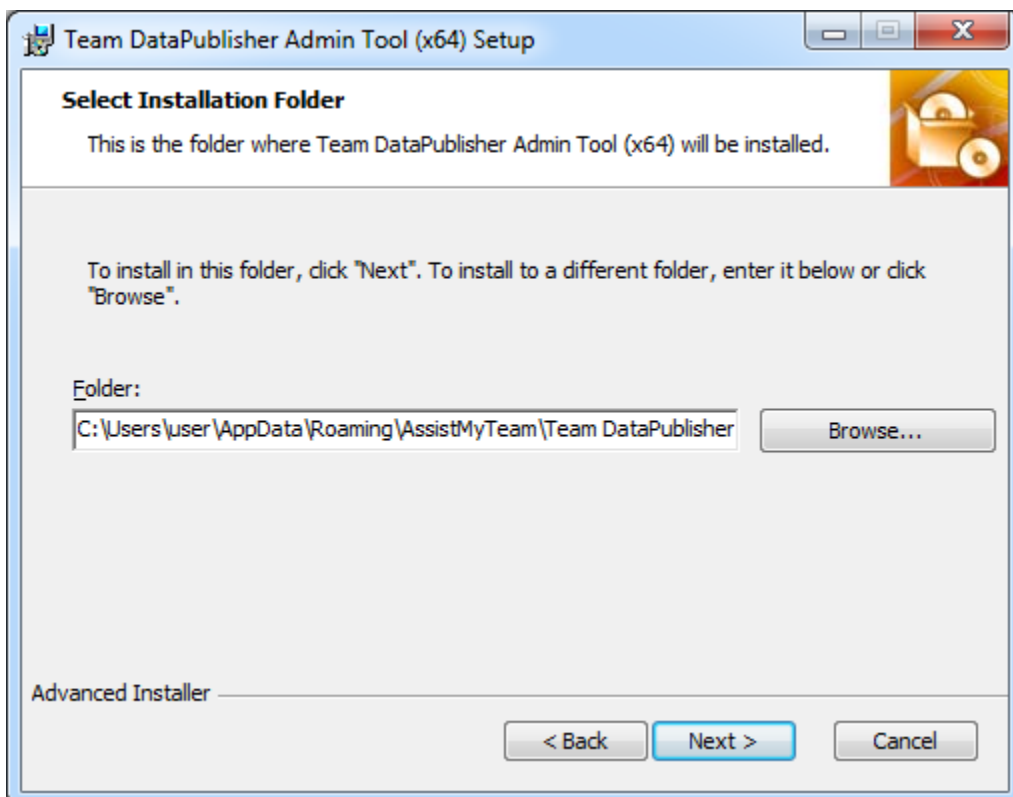 Team DataPublisher Admin Tool (x64) Setup
Select Installation Folder
This is the folder where Team DataPublisher Admin Tool (x64) will be installed.
To install in this folder, click "Next". To install to a different folder, enter it below or click
"Browse".
Folder:
C:\Users\user\AppData\Roaming\AssistMyTeam\Team DataPublisher
Browse...
Advanced Installer
< Back
Next >
Cancel